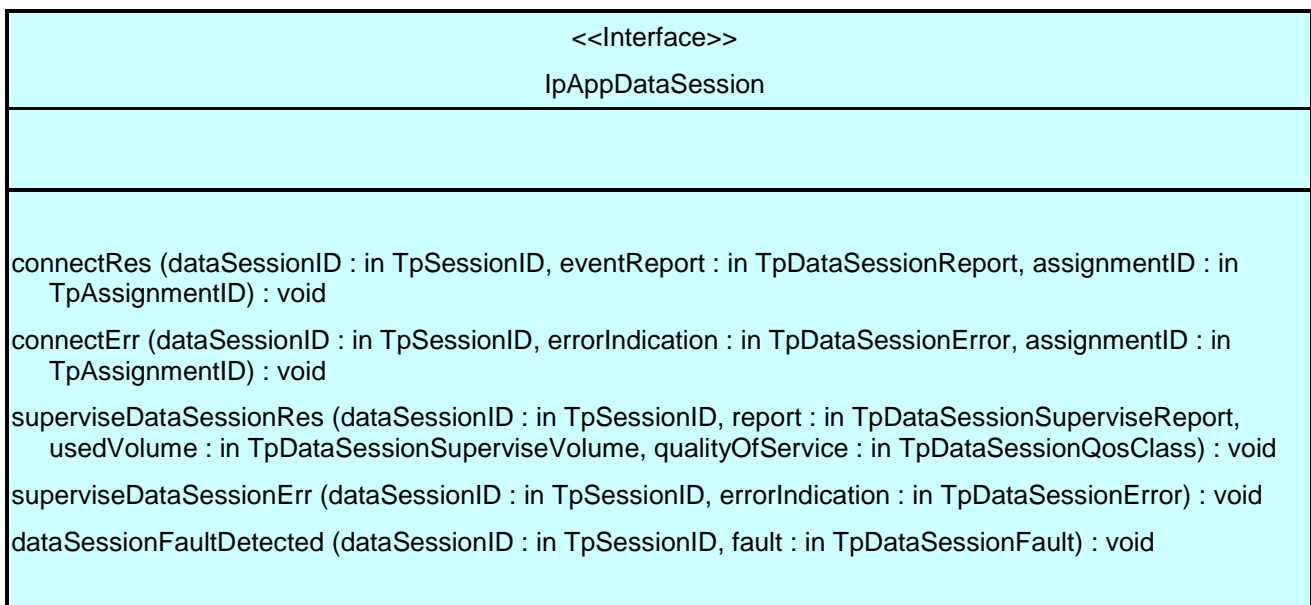 <<Interface>>
IpAppDataSession
connectRes (dataSessionID : in TpSessionID, eventReport : in TpDataSessionReport, assignmentID : in
TpAssignmentID) : void
connectErr (dataSessionID : in TpSessionID, errorIndication : in TpDataSessionError, assignmentID : in
TpAssignmentID) : void
superviseDataSessionRes (dataSessionID : in TpSessionID, report : in TpDataSessionSuperviseReport,
usedVolume : in TpDataSessionSuperviseVolume, qualityOfService : in TpDataSessionQosClass) : void
superviseDataSessionErr (dataSessionID : in TpSessionID, errorIndication : in TpDataSessionError) : void
dataSessionFaultDetected (dataSessionID : in TpSessionID, fault : in TpDataSessionFault) : void